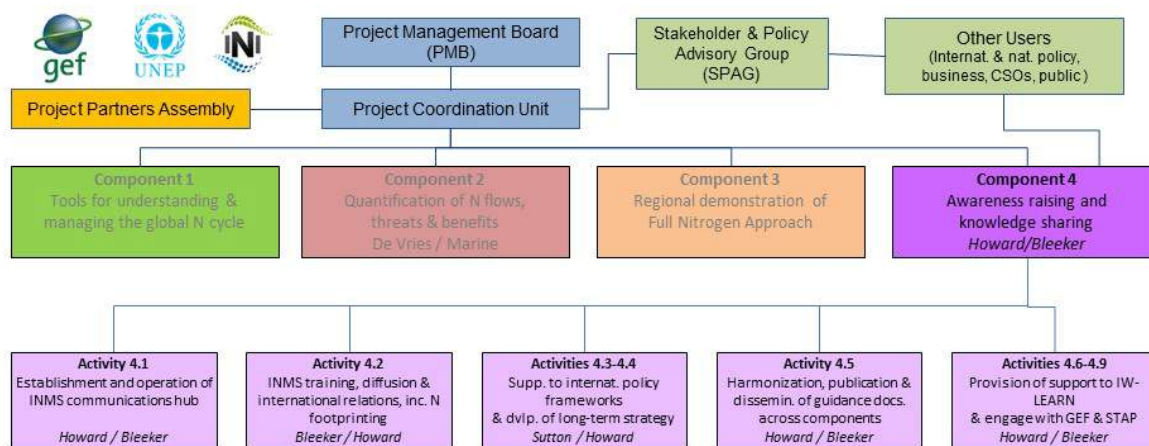 gef
UNEP
INI
Project Management Board
(PMB)
Stakeholder & Policy
Advisory Group
(SPAG)
Other Users
(Internat. & nat. policy,
business, CSOs, public )
Project Partners Assembly
Project Coordination Unit
Component 1
Tools for understanding &
managing the global N cycle
Component 2
Quantification of N flows,
threats & benefits
De Vries / Marine
Component 3
Regional demonstration of
Full Nitrogen Approach
Component 4
Awareness raising and
knowledge sharing
Howard/Bleeker
Activity 4.1
Establishment and operation of
INMS communications hub
Howard / Bleeker
Activity 4.2
INMS training, diffusion &
international relations, inc. N
footprinting
Bleeker / Howard
Activities 4.3-4.4
Supp. to internat. policy
frameworks
& dvlp. of long-term strategy
Sutton / Howard
Activity 4.5
Harmonization, publication &
dissemin. of guidance docs.
across components
Howard / Bleeker
Activities 4.6-4.9
Provision of support to IW-
LEARN
& engage with GEF & STAP
Howard / Bleeker